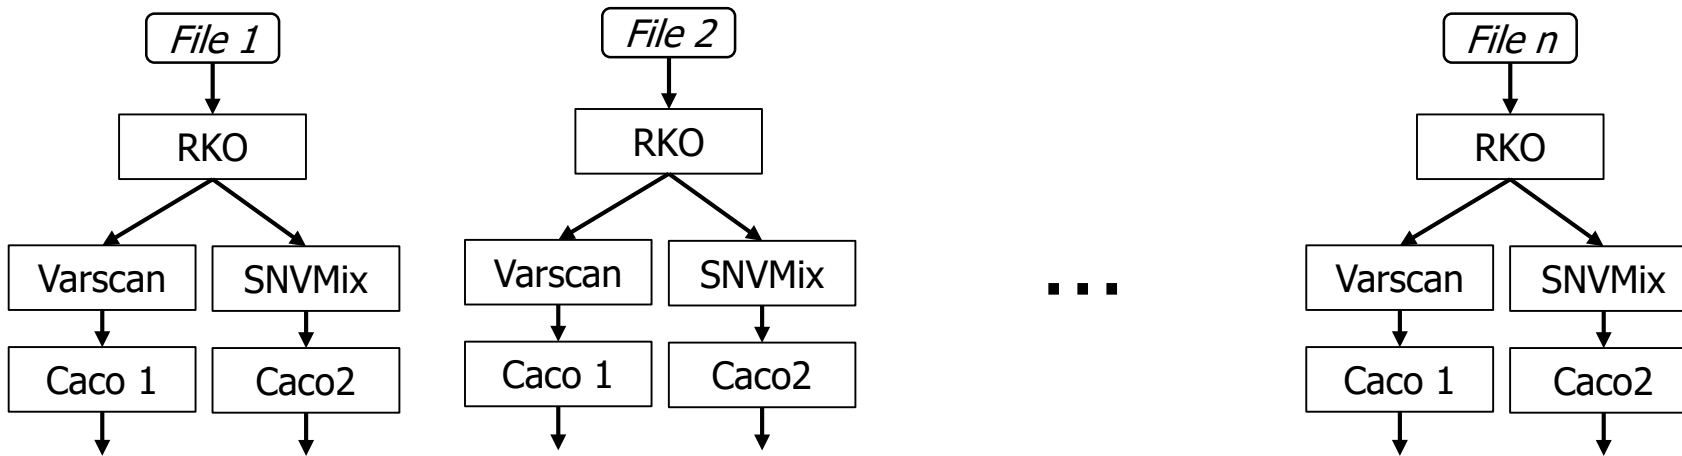 File 1
File 2
File n
RKO
RKO
RKO
Varscan
SNVMix
Varscan
SNVMix
...
Varscan
SNVMix
Caco 1
Caco2
Caco 1
Caco2
Caco 1
Caco2